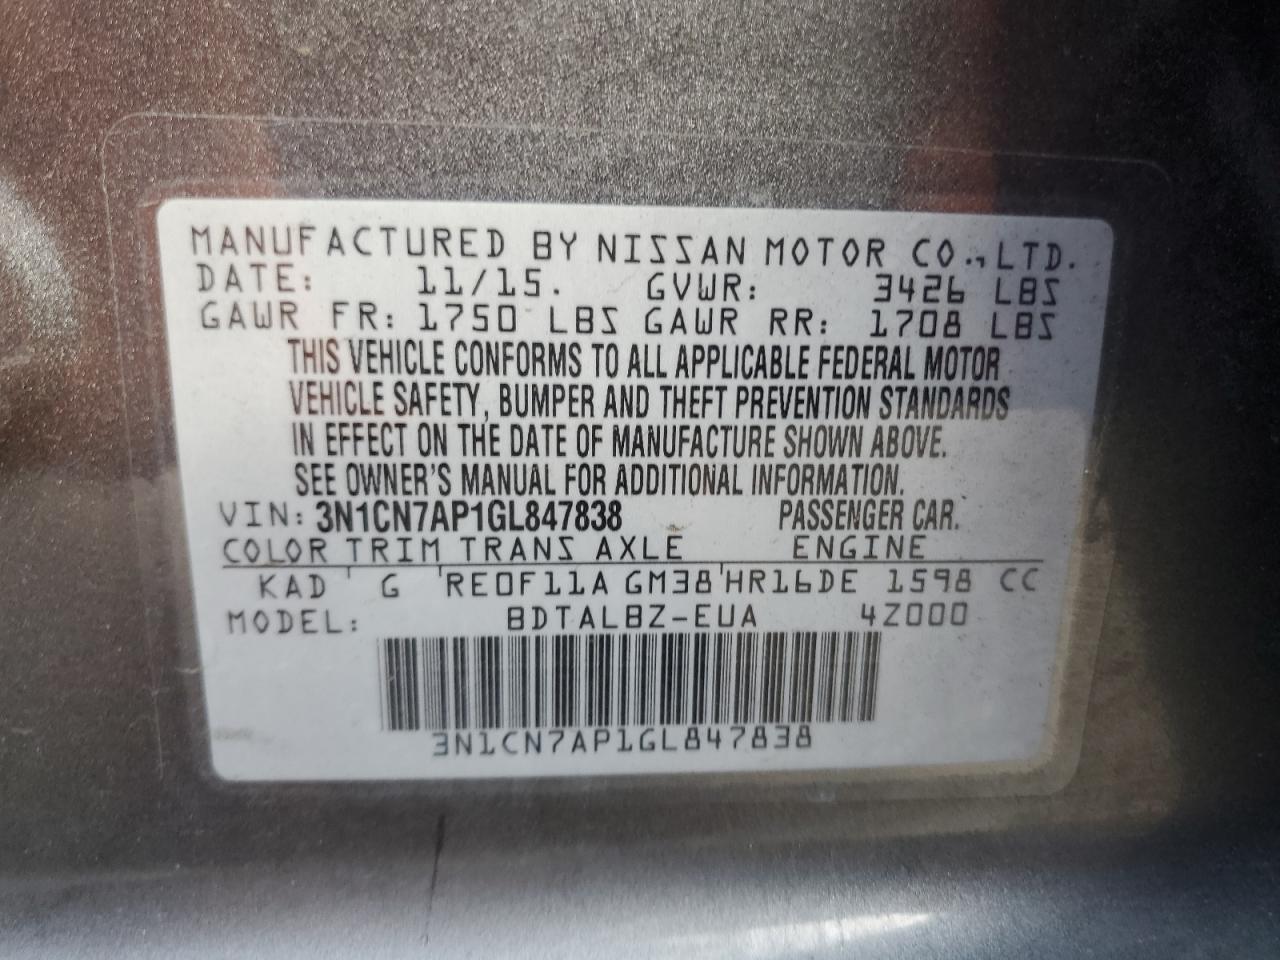 MANUFACTURED BY NISSAN MOTOR CO.,LTD.
DATE: 11/15. GVWR: 3426 LBS
GAWR FR: 1750 LBS GAWR RR: 1708 LBS
THIS VEHICLE CONFORMS TO ALL APPLICABLE FEDERAL MOTOR
VEHICLE SAFETY, BUMPER AND THEFT PREVENTION STANDARDS
IN EFFECT ON THE DATE OF MANUFACTURE SHOWN ABOVE.
SEE OWNER'S MANUAL FOR ADDITIONAL INFORMATION.
VIN: 3N1CN7AP1GL847838 PASSENGER CAR.
COLOR TRIM TRANS AXLE ENGINE
KAD G RE0F11A GM38 HR16DE 1598 CC
MODEL: BDTALBZ-EUA 4Z000
3N1CN7AP1GL847838